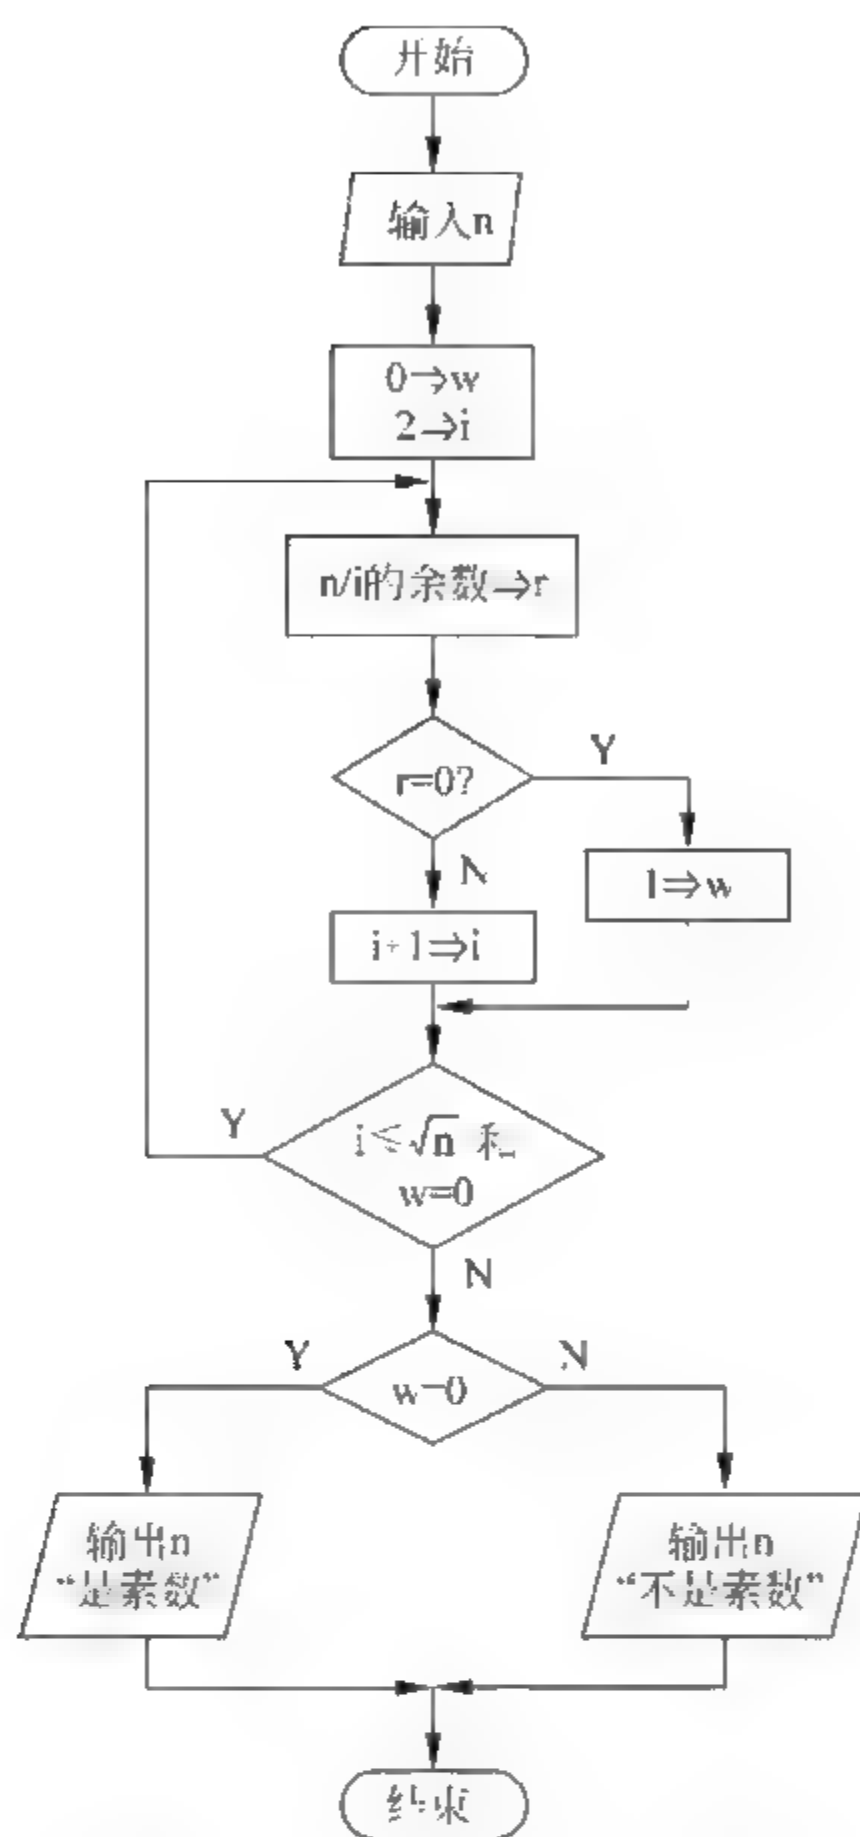 开始
输入n
0⇒w
2⇒i
n/i的余数⇒r
r=0?
Y
N
1⇒w
i+1⇒i
i≤√n 和
w=0
Y
N
w=0
Y
N
输出n
“是素数”
输出n
“不是素数”
结束